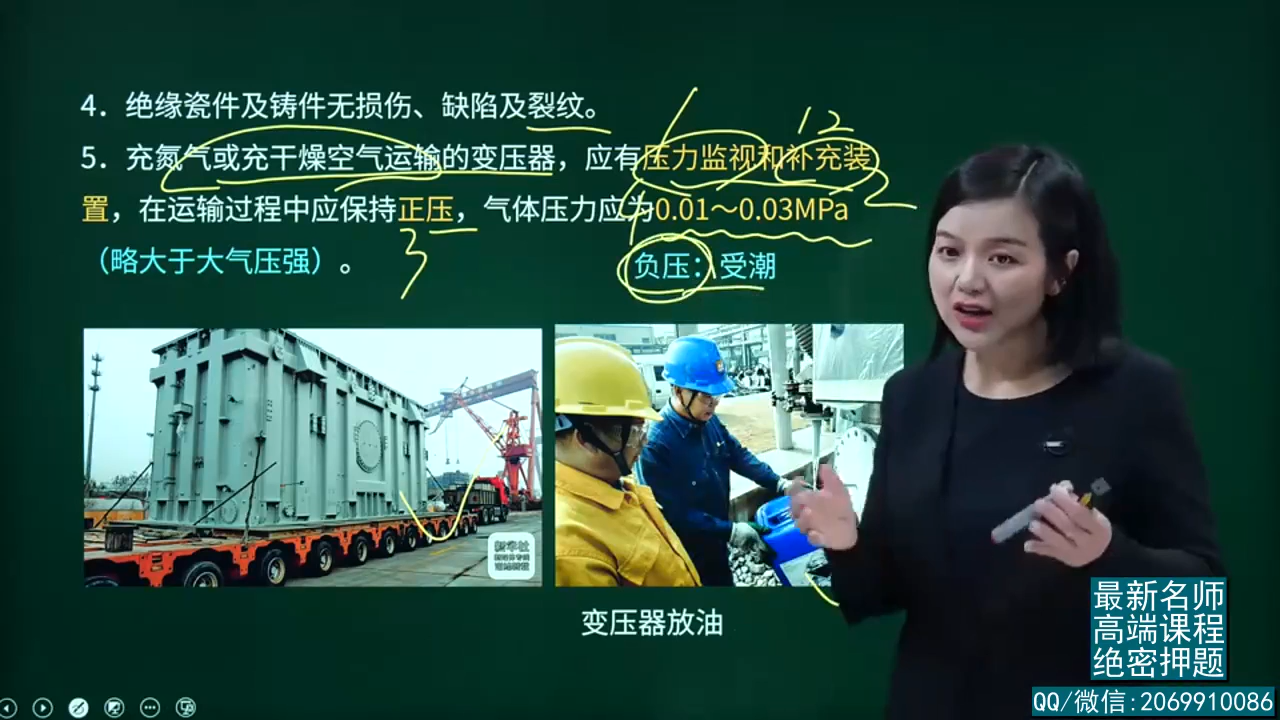 4．绝缘瓷件及铸件无损伤、缺陷及裂纹。
5．充氮气或充干燥空气运输的变压器，应有压力监视和补充装
置，在运输过程中应保持正压，气体压力应为0.01～0.03MPa
（略大于大气压强）。
负压：受潮
1
12
2
3
变压器放油
最新名师
高端课程
绝密押题
QQ/微信:2069910086